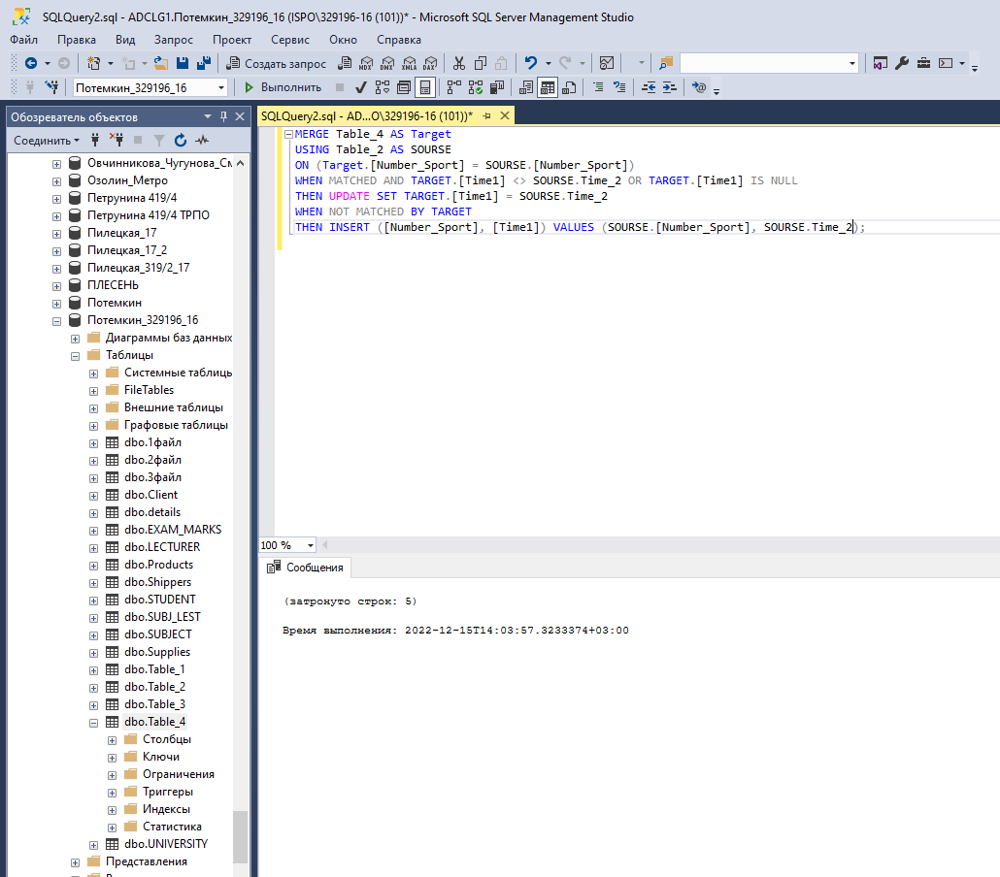 SQLQuery2.sql - ADCLG1.Потемкин_329196_16 (ISPO\329196-16 (101))* - Microsoft SQL Server Management Studio
Файл Правка Вид Запрос Проект Сервис Окно Справка
Создать запрос MDX DMX XMLA DAX
Потемкин_329196_16 Выполнить
Обозреватель объектов
Соединить
Овчинникова_Чугунова_См
Озолин_Метро
Петрунина 419/4
Петрунина 419/4 ТРПО
Пилецкая_17
Пилецкая_17_2
Пилецкая_319/2_17
ПЛЕСЕНЬ
Потемкин
Потемкин_329196_16
Диаграммы баз данных
Таблицы
Системные таблицы
FileTables
Внешние таблицы
Графовые таблицы
dbo.1файл
dbo.2файл
dbo.3файл
dbo.Client
dbo.details
dbo.EXAM_MARKS
dbo.LECTURER
dbo.Products
dbo.Shippers
dbo.STUDENT
dbo.SUBJ_LEST
dbo.SUBJECT
dbo.Supplies
dbo.Table_1
dbo.Table_2
dbo.Table_3
dbo.Table_4
Столбцы
Ключи
Ограничения
Триггеры
Индексы
Статистика
dbo.UNIVERSITY
Представления
SQLQuery2.sql - AD...O\329196-16 (101))*
MERGE Table_4 AS Target
USING Table_2 AS SOURSE
ON (Target.[Number_Sport] = SOURSE.[Number_Sport])
WHEN MATCHED AND TARGET.[Time1] <> SOURSE.Time_2 OR TARGET.[Time1] IS NULL
THEN UPDATE SET TARGET.[Time1] = SOURSE.Time_2
WHEN NOT MATCHED BY TARGET
THEN INSERT ([Number_Sport], [Time1]) VALUES (SOURSE.[Number_Sport], SOURSE.Time_2);
100 %
Сообщения
(затронуто строк: 5)
Время выполнения: 2022-12-15T14:03:57.3233374+03:00